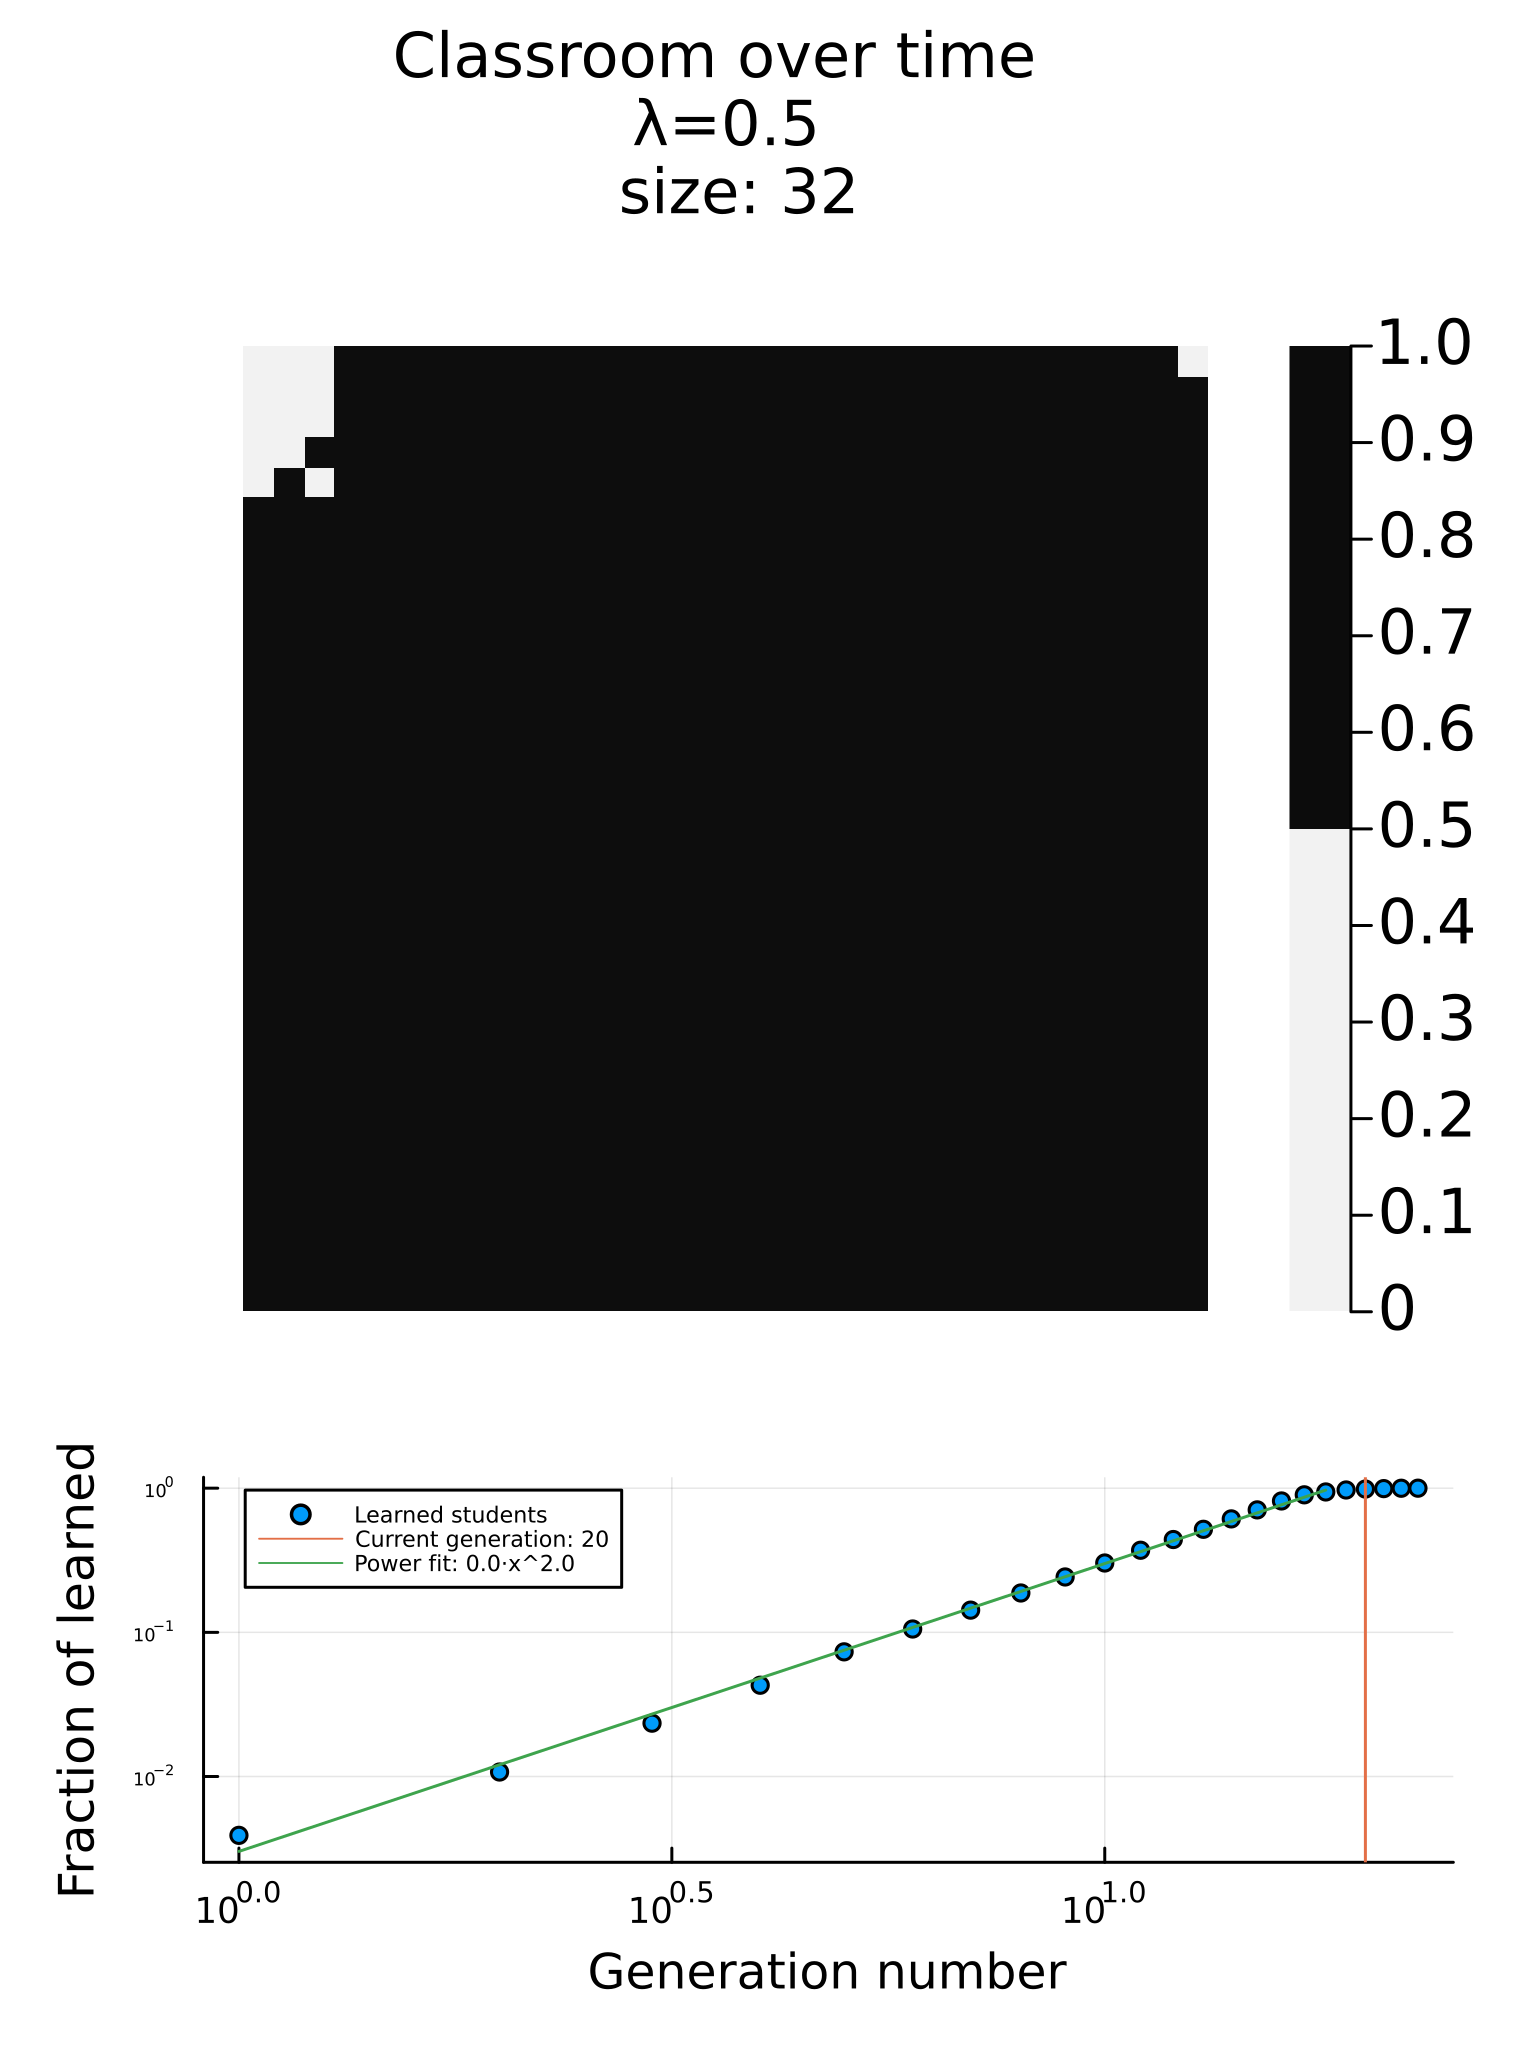 Classroom over time
λ=0.5
size: 32
1.0
0.9
0.8
0.7
0.6
0.5
0.4
0.3
0.2
0.1
0
Fraction of learned
10^0
10^-1
10^-2
Learned students
Current generation: 20
Power fit: 0.0·x^2.0
10^0.0
10^0.5
10^1.0
Generation number